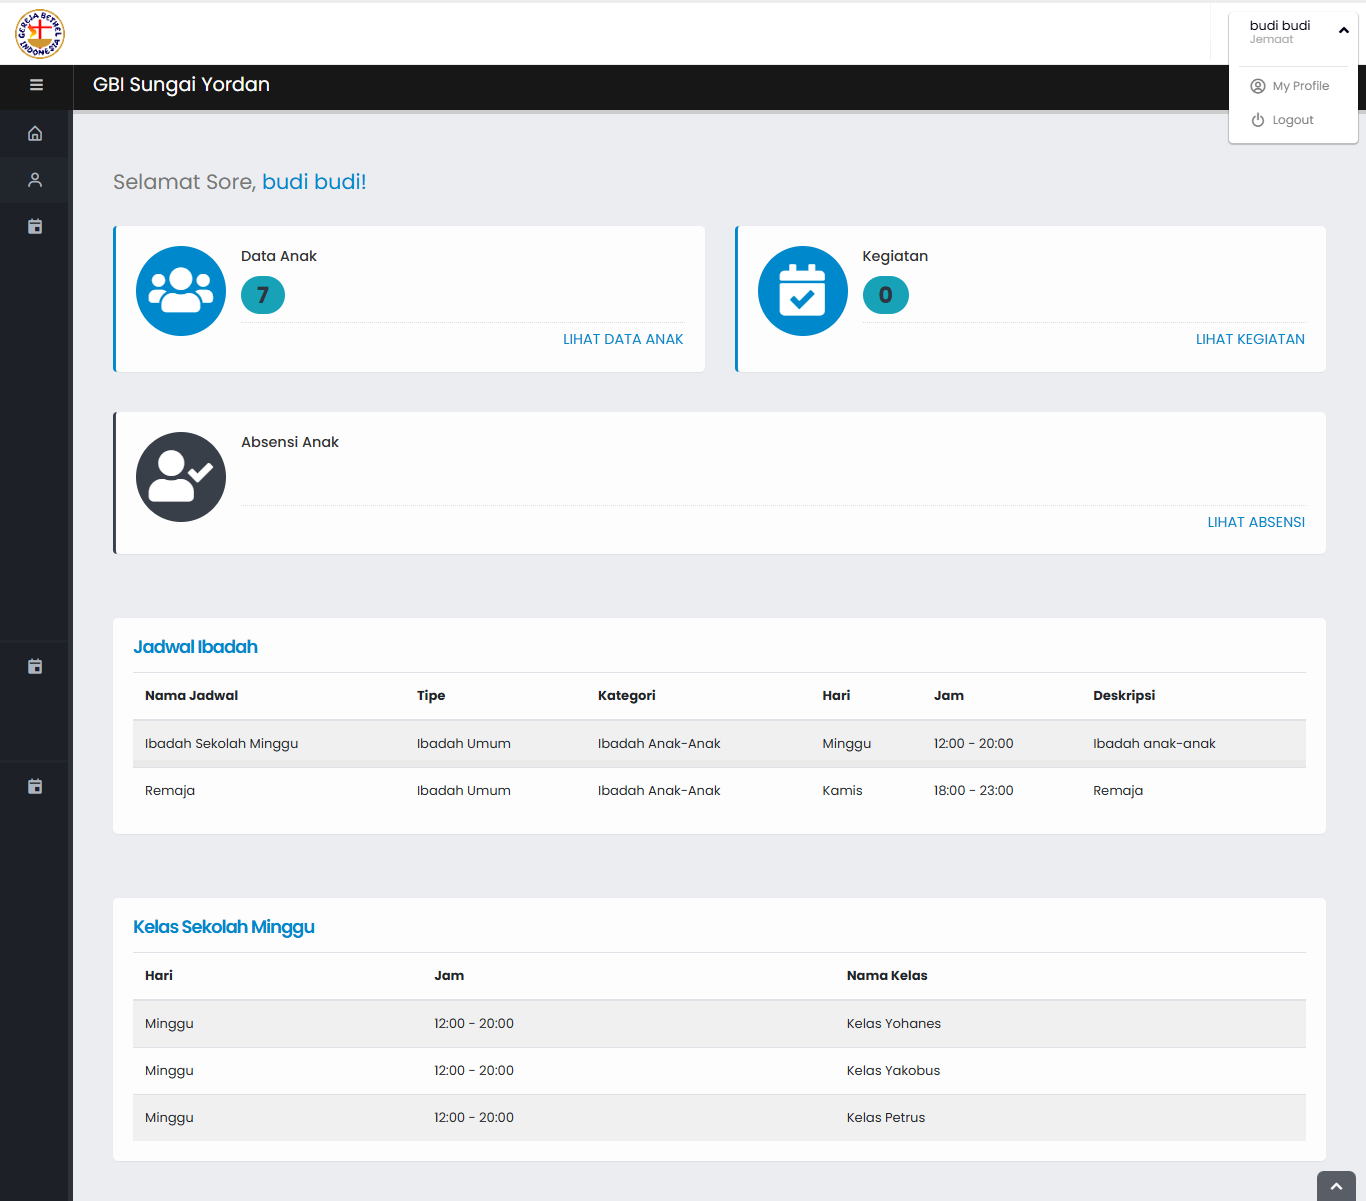 GEREJA BETHEL INDONESIA
budi budi
Jemaat
My Profile
Logout
GBI Sungai Yordan
Selamat Sore, budi budi!
Data Anak
7
LIHAT DATA ANAK
Kegiatan
0
LIHAT KEGIATAN
Absensi Anak
LIHAT ABSENSI
Jadwal Ibadah
Nama Jadwal Tipe Kategori Hari Jam Deskripsi
Ibadah Sekolah Minggu Ibadah Umum Ibadah Anak-Anak Minggu 12:00 - 20:00 Ibadah anak-anak
Remaja Ibadah Umum Ibadah Anak-Anak Kamis 18:00 - 23:00 Remaja
Kelas Sekolah Minggu
Hari Jam Nama Kelas
Minggu 12:00 - 20:00 Kelas Yohanes
Minggu 12:00 - 20:00 Kelas Yakobus
Minggu 12:00 - 20:00 Kelas Petrus